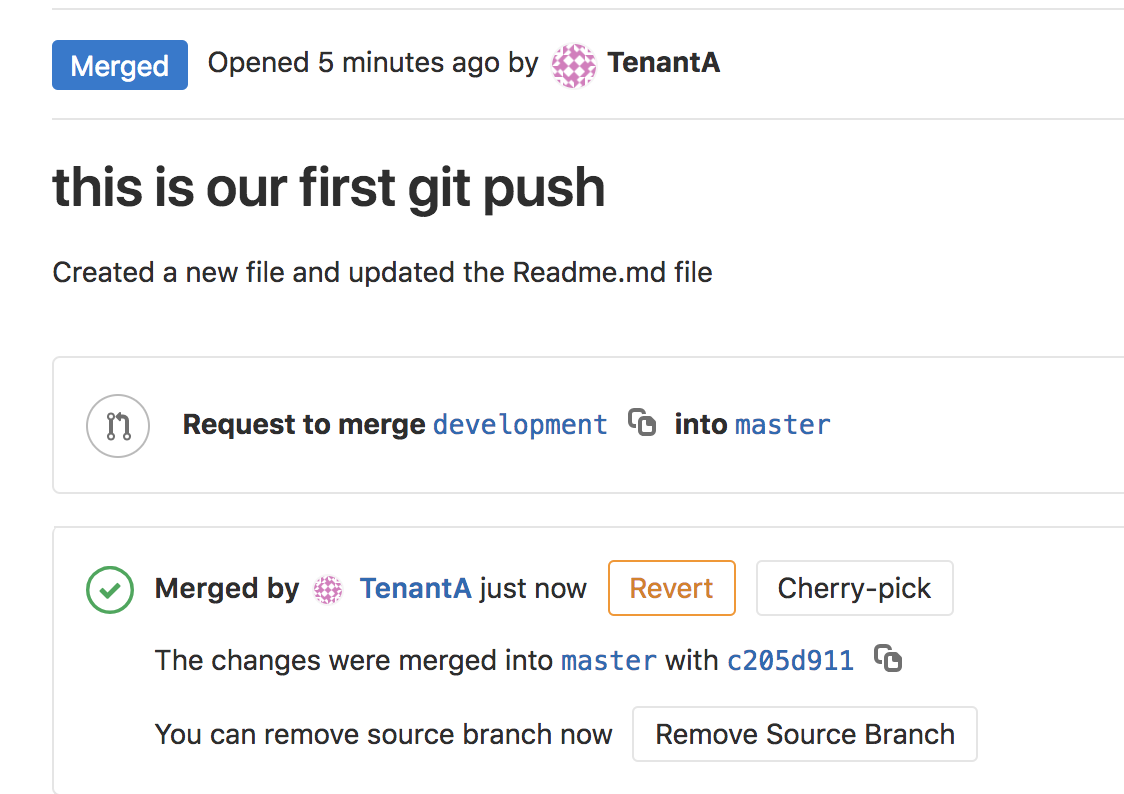 Merged Opened 5 minutes ago by TenantA
this is our first git push
Created a new file and updated the Readme.md file
Request to merge development into master
Merged by TenantA just now Revert Cherry-pick
The changes were merged into master with c205d911
You can remove source branch now Remove Source Branch